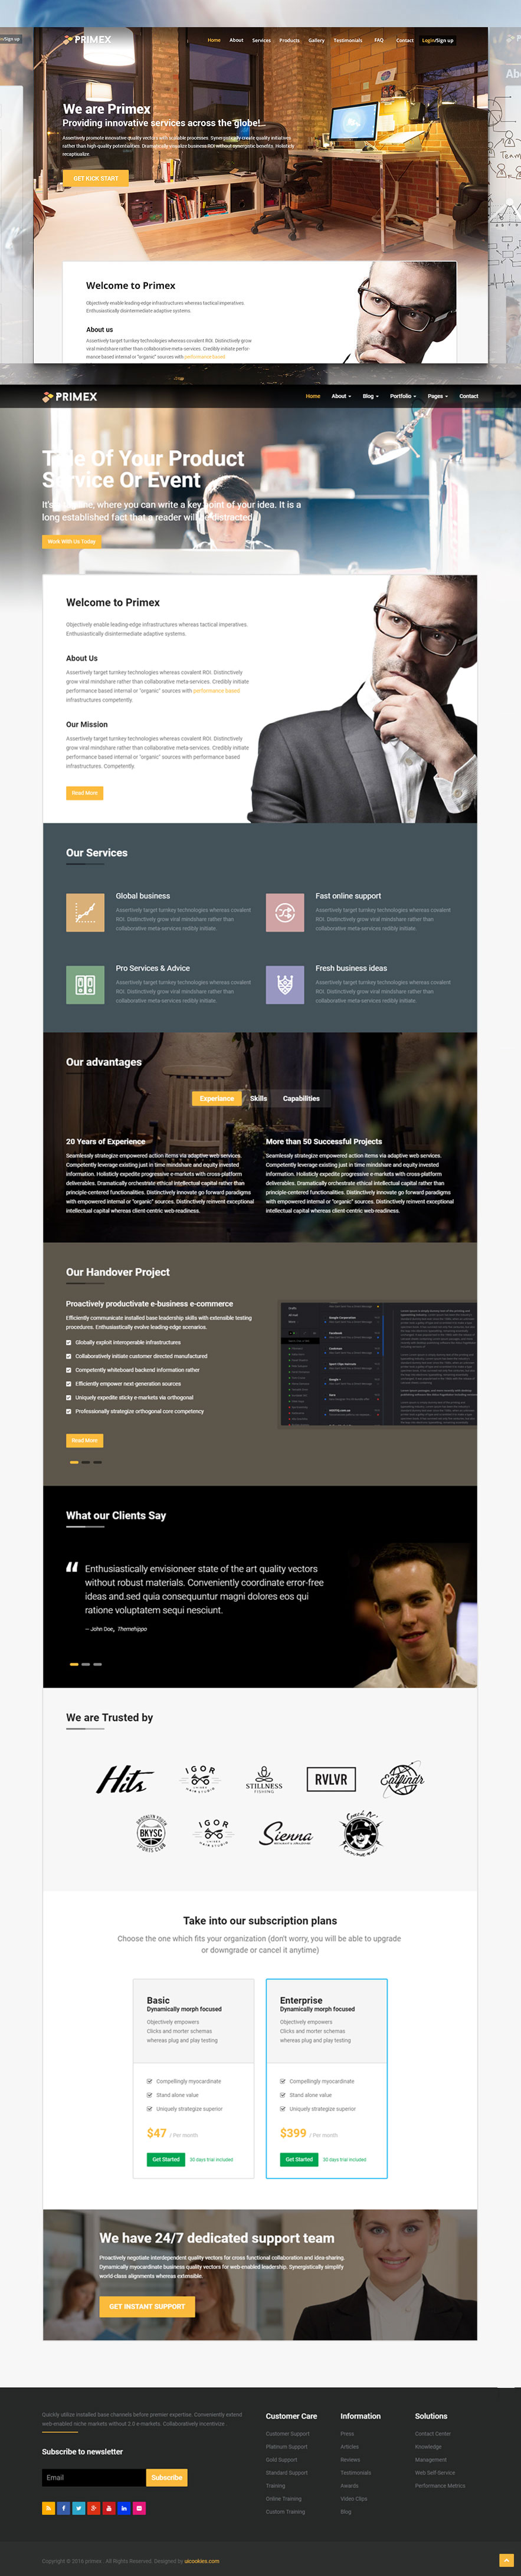 n/Sign up
PRIMEX
Home About Services Products Gallery Testimonials FAQ Contact Login/Sign up
We are Primex
Providing innovative services across the globe!
Assertively promote innovative quality vectors with scalable processes. Synergistically create quality intuitives
rather than high-quality potentialities. Dramatically visualize business ROI without synergistic benefits. Holisticly
recaptiualize
GET KICK START
Welcome to Primex
Objectively enable leading-edge infrastructures whereas tactical imperatives.
Enthusiastically disintermediate adaptive systems.
About us
Assertively target turnkey technologies whereas covalent ROI. Distinctively grow
viral mindshare rather than collaborative meta-services. Credibly initiate perfor-
mance based internal or "organic" sources with performance based
Team
PRIMEX
Home About Blog Portfolio Pages Contact
Title Of Your Product
Service Or Event
long established fact that a reader will be distracted
Work With Us Today
Welcome to Primex
Objectively enable leading-edge infrastructures whereas tactical imperatives.
Enthusiastically disintermediate adaptive systems.
About Us
Assertively target turnkey technologies whereas covalent ROI. Distinctively
grow viral mindshare rather than collaborative meta-services. Credibly initiate
performance based internal or "organic" sources with performance based
infrastructures competently.
Our Mission
Assertively target turnkey technologies whereas covalent ROI. Distinctively
grow viral mindshare rather than collaborative meta-services. Credibly initiate
performance based internal or "organic" sources with performance based
infrastructures. Competently.
Read More
Our Services
Global business
Assertively target turnkey technologies whereas covalent
ROI. Distinctively grow viral mindshare rather than
collaborative meta-services redibly initiate.
Fast online support
Assertively target turnkey technologies whereas covalent
ROI. Distinctively grow viral mindshare rather than
collaborative meta-services redibly initiate.
Pro Services & Advice
Assertively target turnkey technologies whereas covalent
ROI. Distinctively grow viral mindshare rather than
collaborative meta-services redibly initiate.
Fresh business ideas
Assertively target turnkey technologies whereas covalent
ROI. Distinctively grow viral mindshare rather than
collaborative meta-services redibly initiate.
Our advantages
Experiance Skills Capabilities
20 Years of Experience
Seamlessly strategize empowered action items via adaptive web services.
Competently leverage existing just in time mindshare and equity invested
information. Holisticly expedite progressive e-markets with cross-platform
deliverables. Dramatically orchestrate ethical intellectual capital rather than
principle-centered functionalities. Distinctively innovate go forward paradigms
with empowered internal or "organic" sources. Distinctively reinvent exceptional
intellectual capital whereas client-centric web-readiness.
More than 50 Successful Projects
Seamlessly strategize empowered action items via adaptive web services.
Competently leverage existing just in time mindshare and equity invested
information. Holisticly expedite progressive e-markets with cross-platform
deliverables. Dramatically orchestrate ethical intellectual capital rather than
principle-centered functionalities. Distinctively innovate go forward paradigms
with empowered internal or "organic" sources. Distinctively reinvent exceptional
intellectual capital whereas client-centric web-readiness.
Our Handover Project
Proactively productivate e-business e-commerce
Efficiently communicate installed base leadership skills with extensible testing
procedures. Enthusiastically evolve leading-edge scenarios.
Globally exploit interoperable infrastructures
Collaboratively initiate customer directed manufactured
Competently whiteboard backend information rather
Efficiently empower next generation sources
Uniquely expedite sticky e-markets via orthogonal
Professionally strategize orthogonal core competency
Read More
What our Clients Say
“ Enthusiastically envisioneer state of the art quality vectors
without robust materials. Conveniently coordinate error-free
ideas and.sed quia consequuntur magni dolores eos qui
ratione voluptatem sequi nesciunt.
— John Doe, Themehippo
We are Trusted by
Hits
IGOR
HAIR STUDIO
STILLNESS
FISHING
RVLVR
Eatfindr
BROOKLYN YOUTH
BKYSC
SPORTS CLUB
IGOR
HAIR STUDIO
Sienna
Take into our subscription plans
Choose the one which fits your organization (don't worry, you will be able to upgrade
or downgrade or cancel it anytime)
Basic
Dynamically morph focused
Objectively empowers
Clicks and morter schemas
whereas plug and play testing
Compellingly myocardinate
Stand alone value
Uniquely strategize superior
$47 / Per month
Get Started 30 days trial included
Enterprise
Dynamically morph focused
Objectively empowers
Clicks and morter schemas
whereas plug and play testing
Compellingly myocardinate
Stand alone value
Uniquely strategize superior
$399 / Per month
Get Started 30 days trial included
We have 24/7 dedicated support team
Proactively negotiate interdependent quality vectors for cross functional collaboration and idea-sharing.
Dynamically myocardinate business quality vectors for web-enabled leadership. Synergistically simplify
world-class alignments whereas extensible.
GET INSTANT SUPPORT
Quickly utilize installed base channels before premier expertise. Conveniently extend
web-enabled niche markets without 2.0 e-markets. Collaboratively incentivize.
Subscribe to newsletter
Email Subscribe
Customer Care
Customer Support
Platinum Support
Gold Support
Standard Support
Training
Online Training
Custom Training
Information
Press
Articles
Reviews
Testimonials
Awards
Video Clips
Blog
Solutions
Contact Center
Knowledge
Management
Web Self-Service
Performance Metrics
Copyright © 2016 primex . All Rights Reserved. Designed by uicookies.com